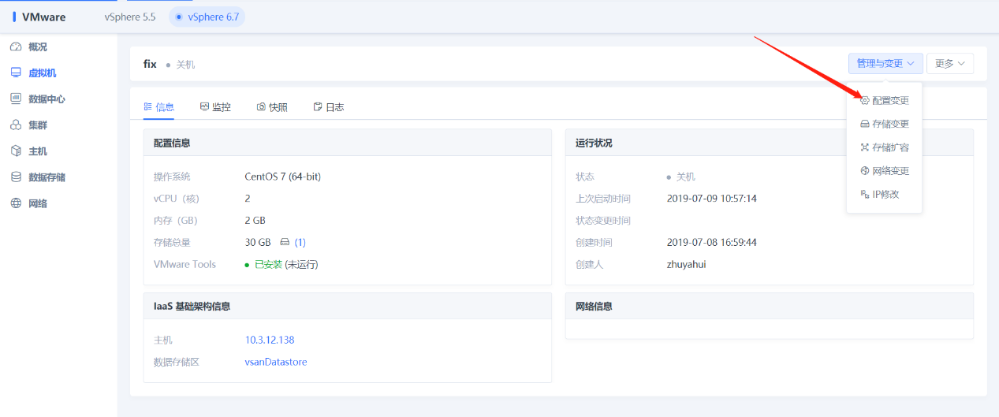 VMware
vSphere 5.5
vSphere 6.7
概况
虚拟机
数据中心
集群
主机
数据存储
网络
fix
关机
管理与变更
更多
配置变更
存储变更
存储扩容
网络变更
IP修改
信息
监控
快照
日志
配置信息
操作系统 CentOS 7 (64-bit)
vCPU（核） 2
内存（GB） 2 GB
存储总量 30 GB (1)
VMware Tools 已安装 (未运行)
运行状况
状态 关机
上次启动时间 2019-07-09 10:57:14
状态变更时间
创建时间 2019-07-08 16:59:44
创建人 zhuyahui
IaaS 基础架构信息
主机 10.3.12.138
数据存储区 vsanDatastore
网络信息